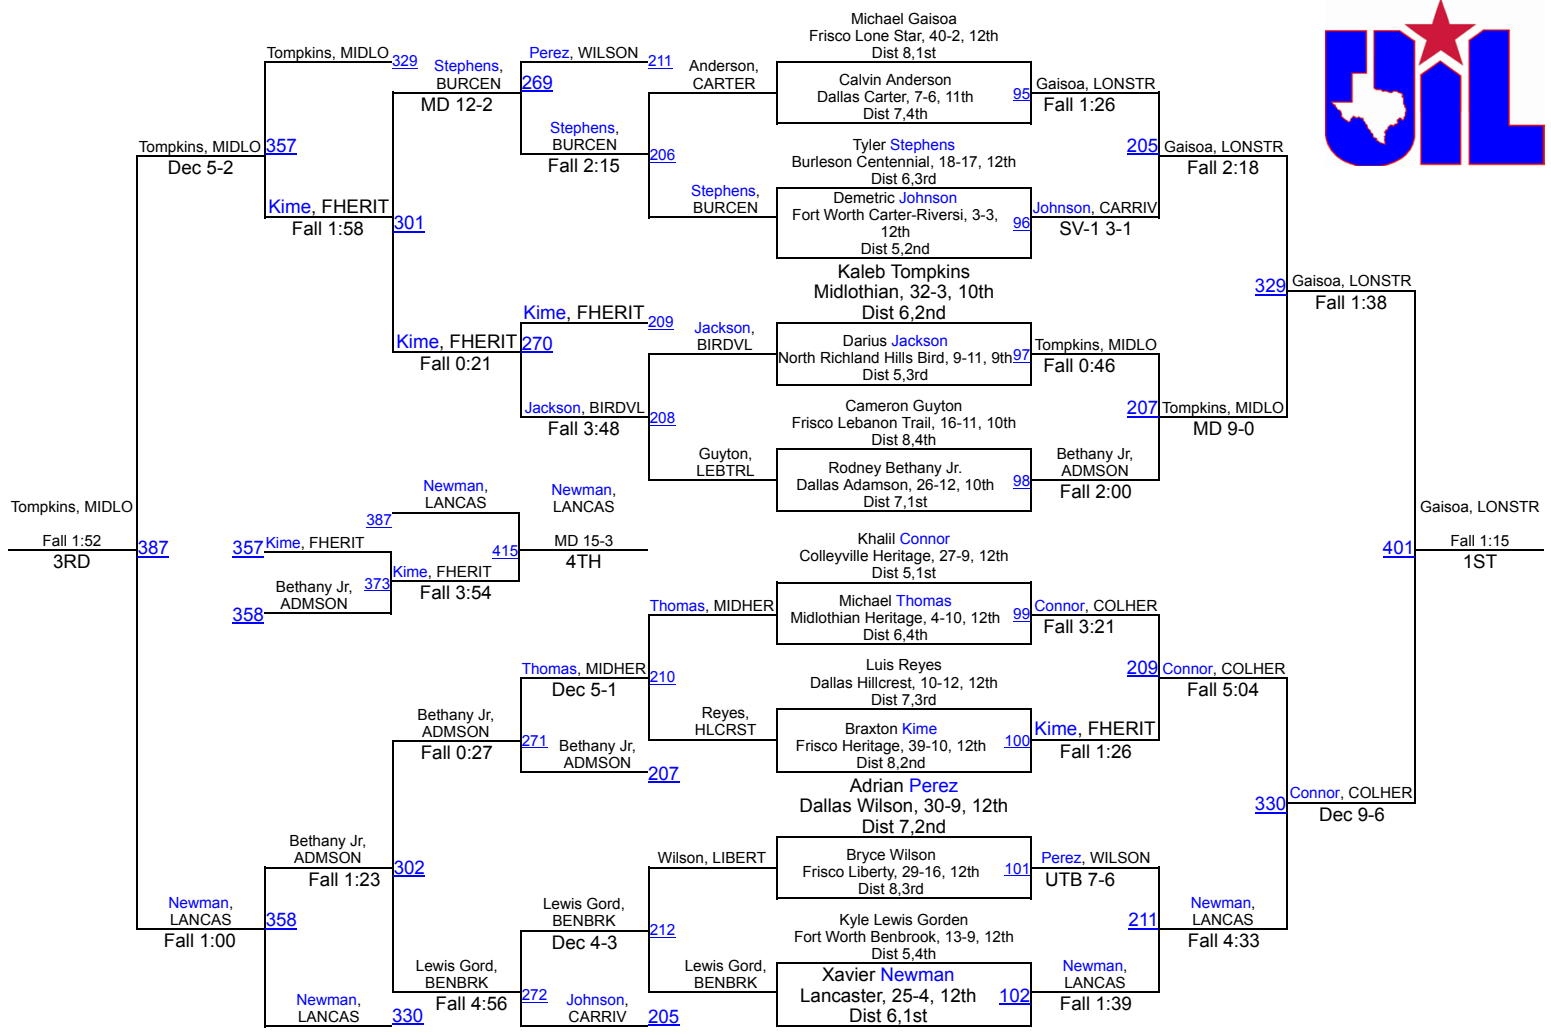 Michael Gaisoa
Frisco Lone Star, 40-2, 12th
Dist 8,1st
Calvin Anderson
Dallas Carter, 7-6, 11th
Dist 7,4th
95
Tyler Stephens
Burleson Centennial, 18-17, 12th
Dist 6,3rd
Demetric Johnson
Fort Worth Carter-Riversi, 3-3,
12th
Dist 5,2nd
96
Kaleb Tompkins
Midlothian, 32-3, 10th
Dist 6,2nd
Darius Jackson
North Richland Hills Bird, 9-11, 9th
Dist 5,3rd
97
Cameron Guyton
Frisco Lebanon Trail, 16-11, 10th
Dist 8,4th
Rodney Bethany Jr.
Dallas Adamson, 26-12, 10th
Dist 7,1st
98
Khalil Connor
Colleyville Heritage, 27-9, 12th
Dist 5,1st
Michael Thomas
Midlothian Heritage, 4-10, 12th
Dist 6,4th
99
Luis Reyes
Dallas Hillcrest, 10-12, 12th
Dist 7,3rd
Braxton Kime
Frisco Heritage, 39-10, 12th
Dist 8,2nd
100
Adrian Perez
Dallas Wilson, 30-9, 12th
Dist 7,2nd
Bryce Wilson
Frisco Liberty, 29-16, 12th
Dist 8,3rd
101
Kyle Lewis Gorden
Fort Worth Benbrook, 13-9, 12th
Dist 5,4th
Xavier Newman
Lancaster, 25-4, 12th
Dist 6,1st
102
Gaisoa, LONSTR
Fall 1:26
205
Johnson, CARRIV
SV-1 3-1
Tompkins, MIDLO
Fall 0:46
207
Bethany Jr,
ADMSON
Fall 2:00
Connor, COLHER
Fall 3:21
209
Kime, FHERIT
Fall 1:26
Perez, WILSON
UTB 7-6
211
Newman,
LANCAS
Fall 1:39
Gaisoa, LONSTR
Fall 2:18
329
Tompkins, MIDLO
MD 9-0
Connor, COLHER
Fall 5:04
330
Newman,
LANCAS
Fall 4:33
Gaisoa, LONSTR
Fall 1:38
401
Connor, COLHER
Dec 9-6
Gaisoa, LONSTR
Fall 1:15
1ST
UIL
Anderson,
CARTER
206
Stephens,
BURCEN
Jackson,
BIRDVL
208
Guyton,
LEBTRL
Thomas, MIDHER
210
Reyes,
HLCRST
Wilson, LIBERT
212
Lewis Gord,
BENBRK
Perez, WILSON
211
269
Stephens,
BURCEN
Fall 2:15
Kime, FHERIT
209
270
Jackson, BIRDVL
Fall 3:48
Thomas, MIDHER
Dec 5-1
271
Bethany Jr,
ADMSON
207
Lewis Gord,
BENBRK
Dec 4-3
272
Johnson,
CARRIV
205
Stephens,
BURCEN
MD 12-2
301
Kime, FHERIT
Fall 0:21
Bethany Jr,
ADMSON
Fall 0:27
302
Lewis Gord,
BENBRK
Fall 4:56
Tompkins, MIDLO
329
357
Kime, FHERIT
Fall 1:58
Bethany Jr,
ADMSON
Fall 1:23
358
Newman,
LANCAS
330
Tompkins, MIDLO
Dec 5-2
387
Newman,
LANCAS
Fall 1:00
Tompkins, MIDLO
Fall 1:52
3RD
Newman,
LANCAS
387
357
Kime, FHERIT
Bethany Jr,
ADMSON
358
373
Kime, FHERIT
Fall 3:54
415
Newman,
LANCAS
MD 15-3
4TH